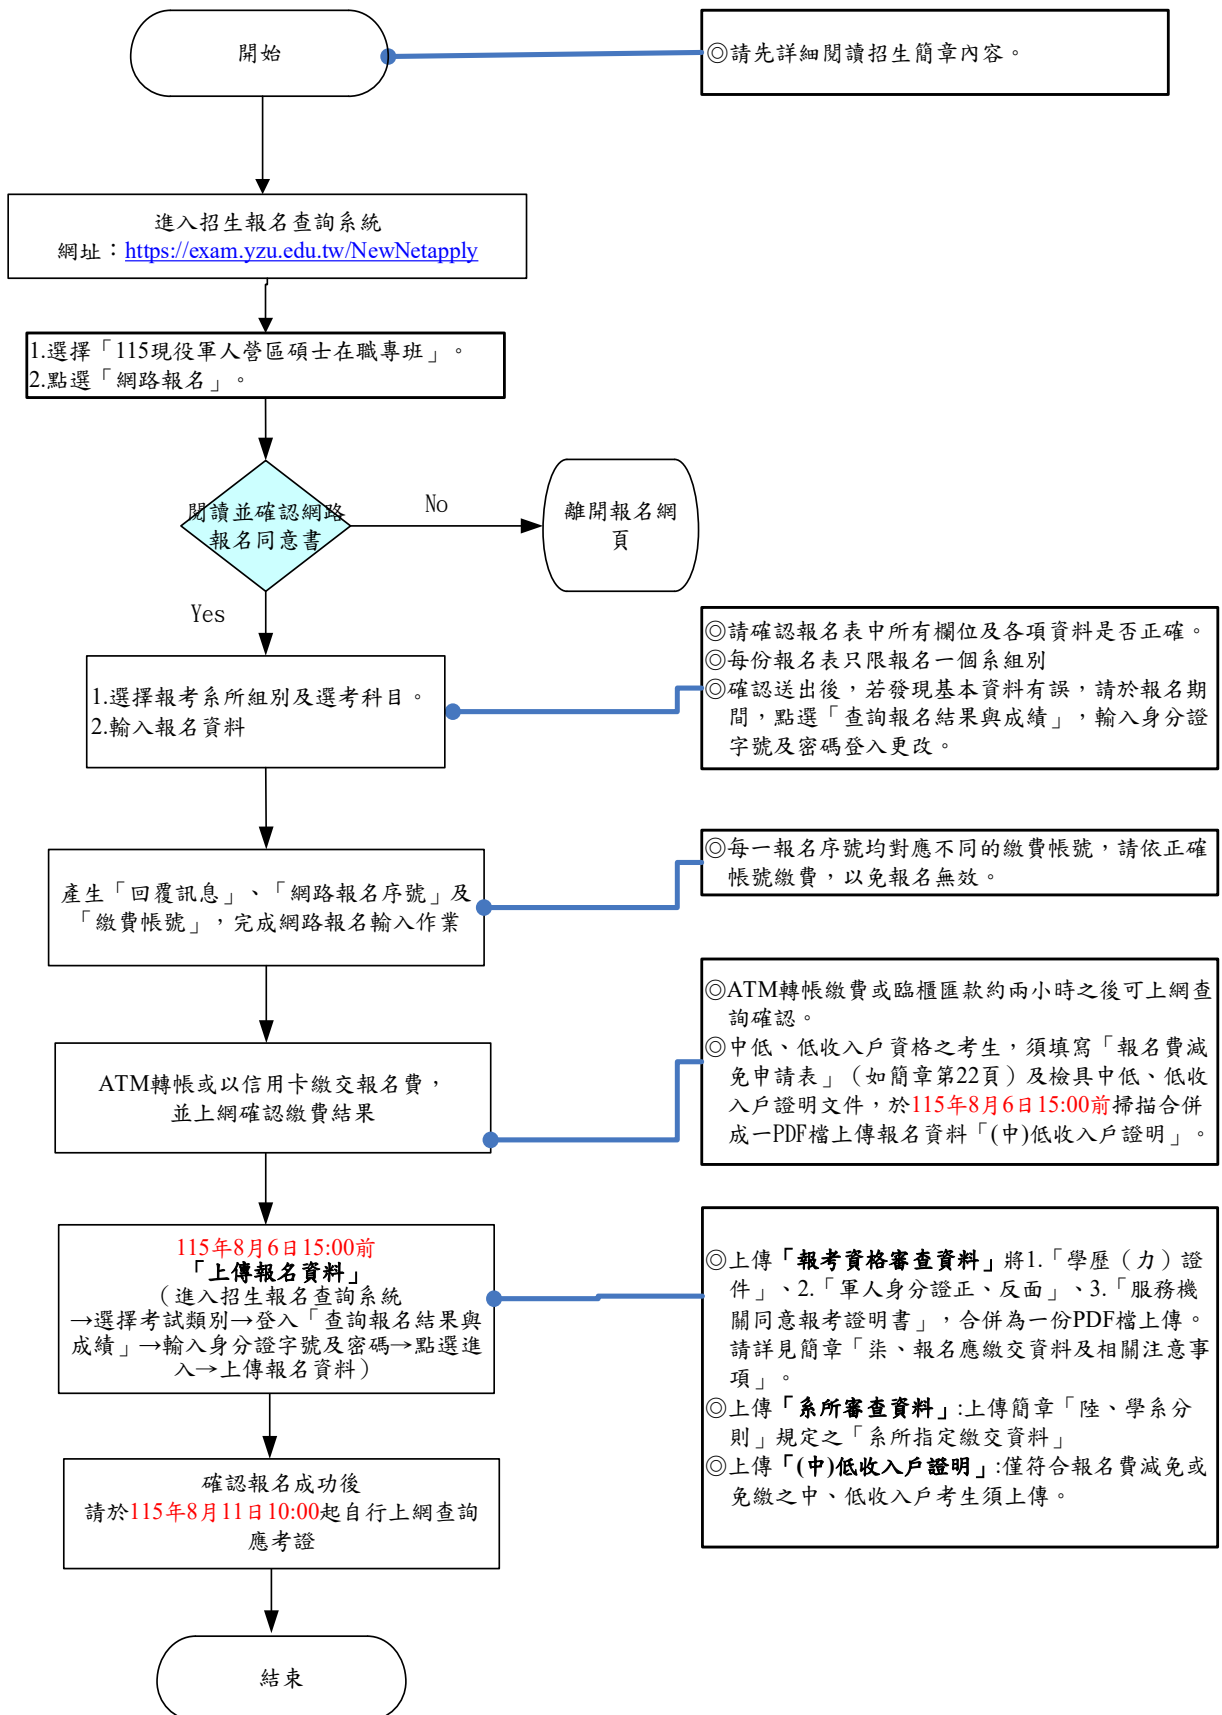 開始
◎請先詳細閱讀招生簡章內容。
進入招生報名查詢系統
網址：https://exam.yzu.edu.tw/NewNetapply
1.選擇「115現役軍人營區碩士在職專班」。
2.點選「網路報名」。
閱讀並確認網路
報名同意書
No
離開報名網
頁
Yes
1.選擇報考系所組別及選考科目。
2.輸入報名資料
◎請確認報名表中所有欄位及各項資料是否正確。
◎每份報名表只限報名一個系組別
◎確認送出後，若發現基本資料有誤，請於報名期
間，點選「查詢報名結果與成績」，輸入身分證
字號及密碼登入更改。
產生「回覆訊息」、「網路報名序號」及
「繳費帳號」，完成網路報名輸入作業
◎每一報名序號均對應不同的繳費帳號，請依正確
帳號繳費，以免報名無效。
ATM轉帳或以信用卡繳交報名費，
並上網確認繳費結果
◎ATM轉帳繳費或臨櫃匯款約兩小時之後可上網查
詢確認。
◎中低、低收入戶資格之考生，須填寫「報名費減
免申請表」（如簡章第22頁）及檢具中低、低收
入戶證明文件，於115年8月6日15:00前掃描合併
成一PDF檔上傳報名資料「(中)低收入戶證明」。
115年8月6日15:00前
「上傳報名資料」
（進入招生報名查詢系統
→選擇考試類別→登入「查詢報名結果與
成績」→輸入身分證字號及密碼→點選進
入→上傳報名資料）
◎上傳「報考資格審查資料」將1.「學歷（力）證
件」、2.「軍人身分證正、反面」、3.「服務機
關同意報考證明書」，合併為一份PDF檔上傳。
請詳見簡章「柒、報名應繳交資料及相關注意事
項」。
◎上傳「系所審查資料」:上傳簡章「陸、學系分
則」規定之「系所指定繳交資料」
◎上傳「(中)低收入戶證明」:僅符合報名費減免或
免繳之中、低收入戶考生須上傳。
確認報名成功後
請於115年8月11日10:00起自行上網查詢
應考證
結束